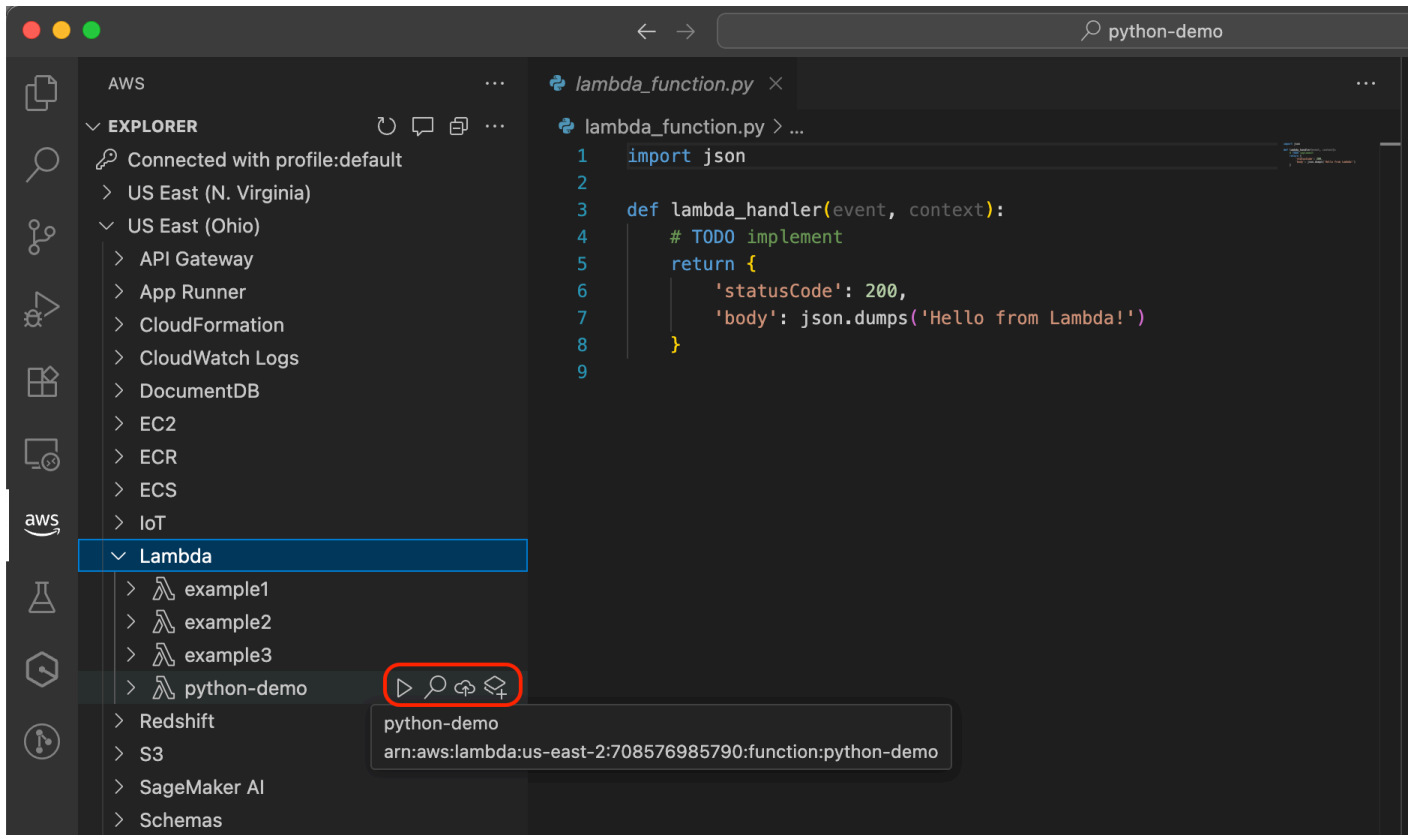 python-demo
AWS
EXPLORER
Connected with profile:default
US East (N. Virginia)
US East (Ohio)
API Gateway
App Runner
CloudFormation
CloudWatch Logs
DocumentDB
EC2
ECR
ECS
IoT
Lambda
example1
example2
example3
python-demo
Redshift
S3
SageMaker AI
Schemas
aws
python-demo
arn:aws:lambda:us-east-2:708576985790:function:python-demo
lambda_function.py
lambda_function.py > ...
1 import json
2
3 def lambda_handler(event, context):
4 # TODO implement
5 return {
6 'statusCode': 200,
7 'body': json.dumps('Hello from Lambda!')
8 }
9